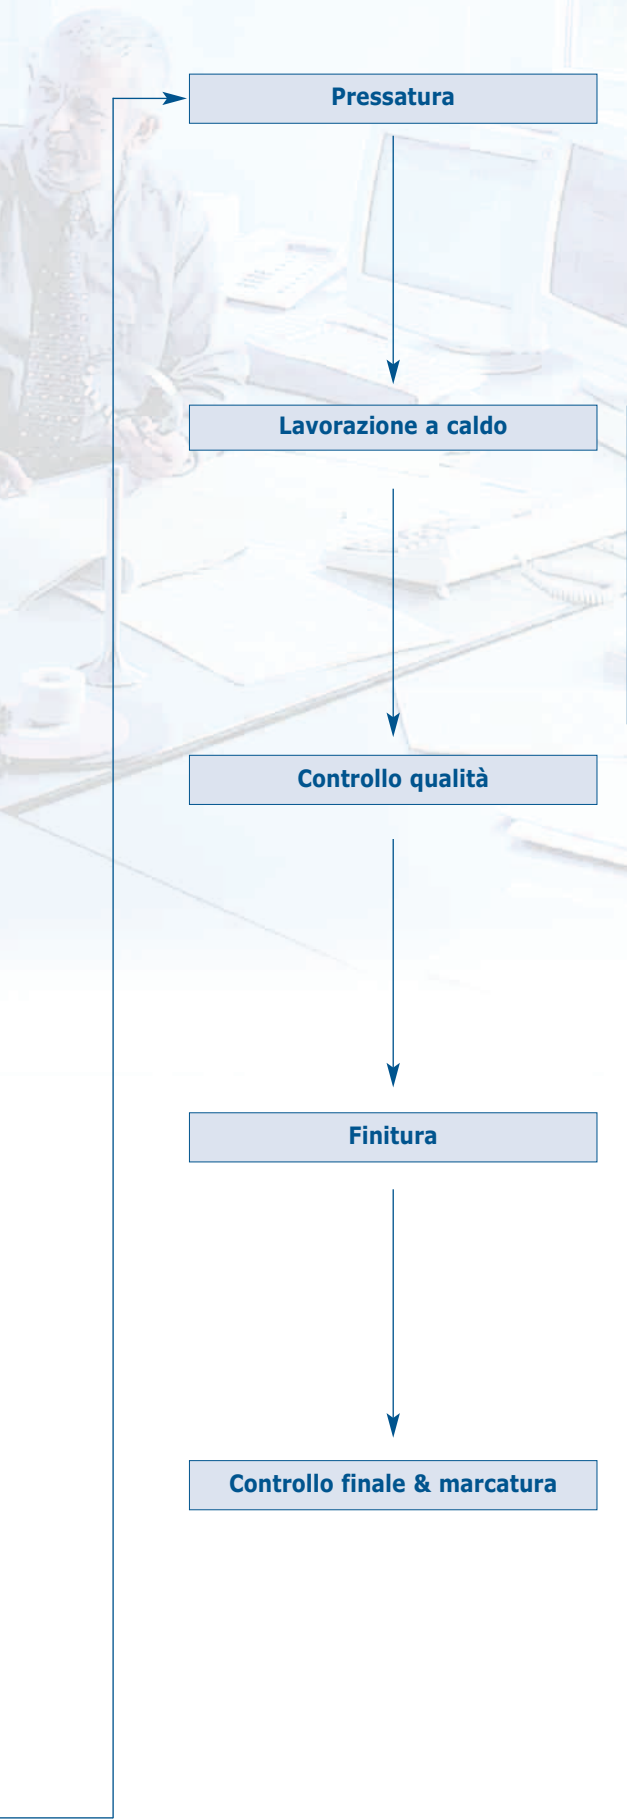 Pressatura
Lavorazione a caldo
Controllo qualità
Finitura
Controllo finale & marcatura